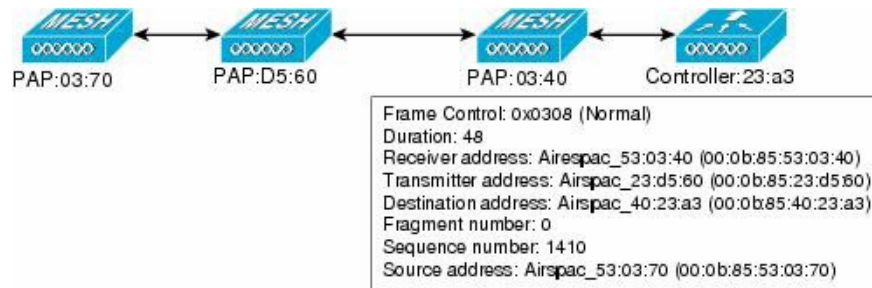 MESH MESH MESH
PAP:03:70 PAP:D5:60 PAP:03:40 Controller:23:a3
Frame Control: 0x0308 (Normal)
Duration: 48
Receiver address: Airespac_53:03:40 (00:0b:85:53:03:40)
Transmitter address: Airspac_23:d5:60 (00:0b:85:23:d5:60)
Destination address: Airspac_40:23:a3 (00:0b:85:40:23:a3)
Fragment number: 0
Sequence number: 1410
Source address: Airspac_53:03:70 (00:0b:85:53:03:70)